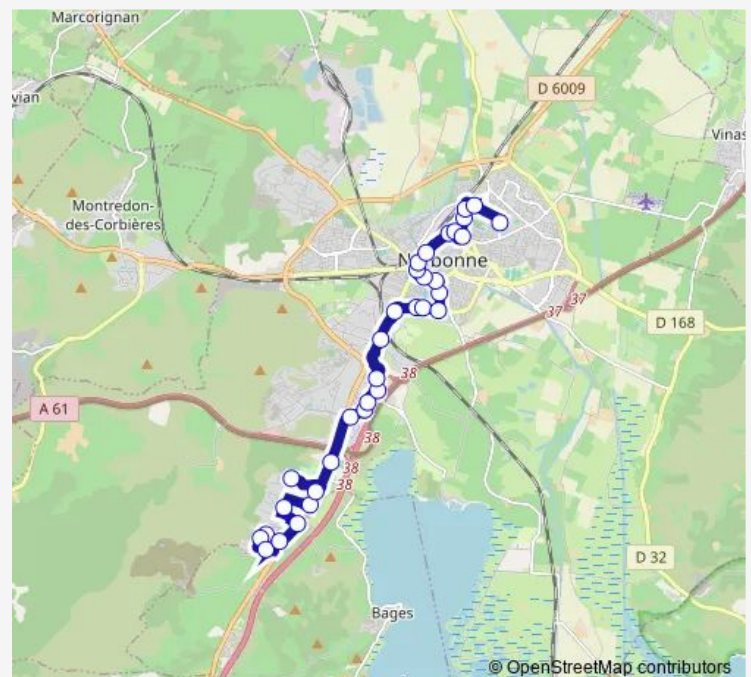 Marcorignan
vian
D 6009
Vinas
Montredon-
des-Corbières
Narbonne
37
37
D 168
38
A 61
38
38
38
D 32
Bages
© OpenStreetMap contributors